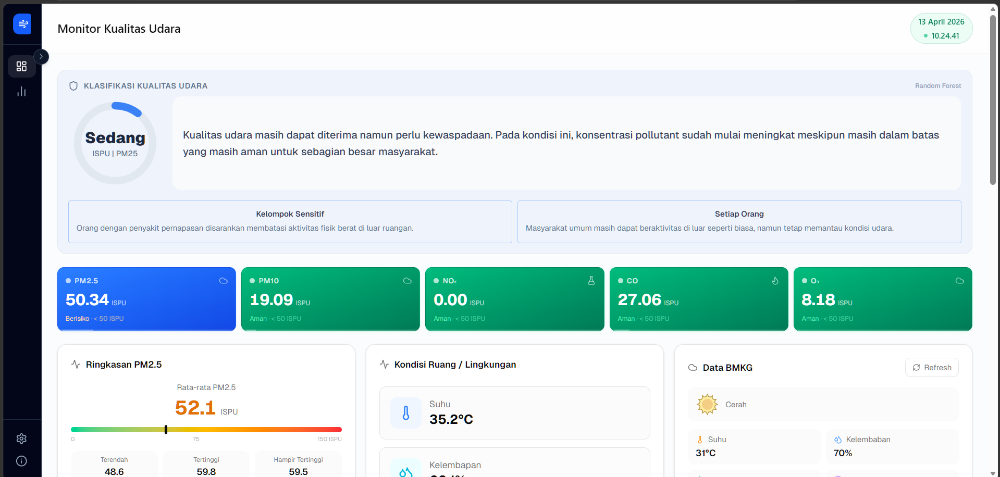 Monitor Kualitas Udara
13 April 2026
10.24.41
KLASIFIKASI KUALITAS UDARA
Random Forest
Sedang
ISPU | PM25
Kualitas udara masih dapat diterima namun perlu kewaspadaan. Pada kondisi ini, konsentrasi pollutant sudah mulai meningkat meskipun masih dalam batas
yang masih aman untuk sebagian besar masyarakat.
Kelompok Sensitif
Orang dengan penyakit pernapasan disarankan membatasi aktivitas fisik berat di luar ruangan.
Setiap Orang
Masyarakat umum masih dapat beraktivitas di luar seperti biasa, namun tetap memantau kondisi udara.
PM2.5
50.34 ISPU
Berisiko · < 50 ISPU
PM10
19.09 ISPU
Aman · < 50 ISPU
NO₂
0.00 ISPU
Aman · < 50 ISPU
CO
27.06 ISPU
Aman · < 50 ISPU
O₃
8.18 ISPU
Aman · < 50 ISPU
Ringkasan PM2.5
Rata-rata PM2.5
52.1 ISPU
0 75 150 ISPU
Terendah
48.6
Tertinggi
59.8
Hampir Tertinggi
59.5
Kondisi Ruang / Lingkungan
Suhu
35.2°C
Kelembapan
Data BMKG
Refresh
Cerah
Suhu
31°C
Kelembaban
70%